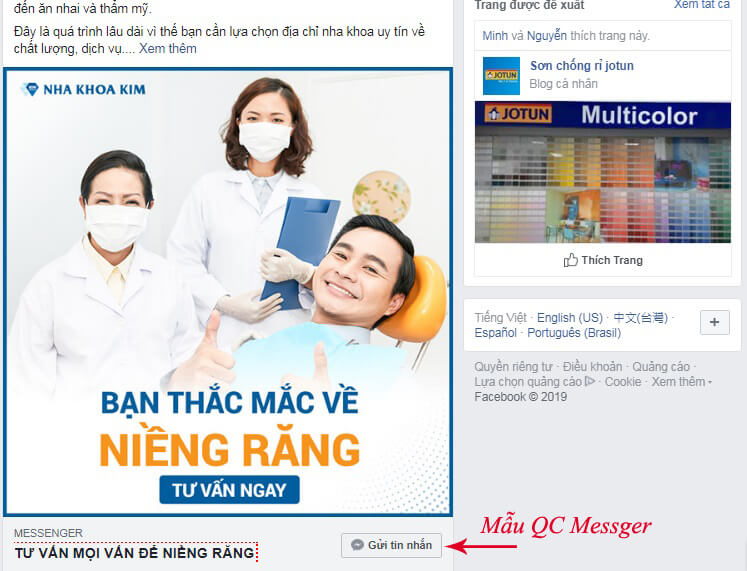 đến ăn nhai và thẩm mỹ.
Đây là quá trình lâu dài vì thế bạn cần lựa chọn địa chỉ nha khoa uy tín về
chất lượng, dịch vụ.... Xem thêm
NHA KHOA KIM
BẠN THẮC MẮC VỀ
NIỀNG RĂNG
TƯ VẤN NGAY
MESSENGER
TƯ VẤN MỌI VẤN ĐỀ NIỀNG RĂNG
Gửi tin nhắn
Mẫu QC Messger
Trang được đề xuất
Xem tất cả
Minh và Nguyễn thích trang này.
JOTUN
Sơn chống rỉ jotun
Blog cá nhân
JOTUN Multicolor
Thích Trang
Tiếng Việt · English (US) · 中文(台灣) ·
Español · Português (Brasil)
Quyền riêng tư · Điều khoản · Quảng cáo ·
Lựa chọn quảng cáo · Cookie · Xem thêm
Facebook © 2019